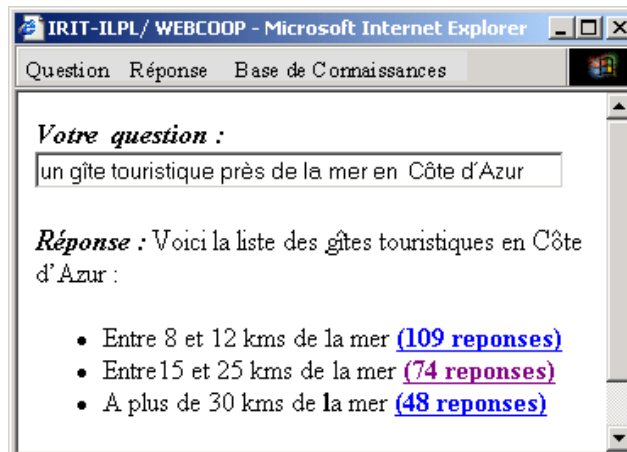 IRIT-ILPL/ WEBCOOP - Microsoft Internet Explorer
Question Réponse Base de Connaissances
Votre question :
un gîte touristique près de la mer en Côte d'Azur
Réponse : Voici la liste des gîtes touristiques en Côte
d'Azur :
• Entre 8 et 12 kms de la mer (109 reponses)
• Entre15 et 25 kms de la mer (74 reponses)
• A plus de 30 kms de la mer (48 reponses)